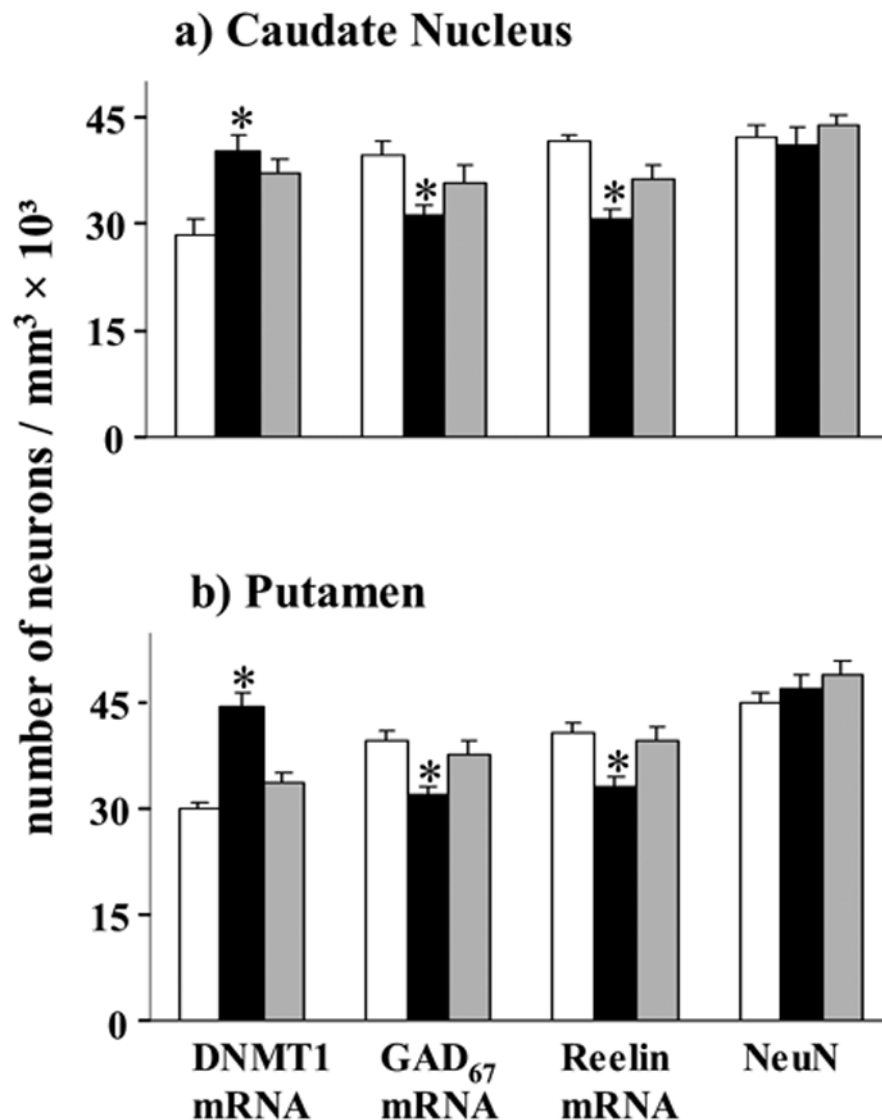 a) Caudate Nucleus
number of neurons / mm³ × 10³
45
30
15
0
*
*
*
b) Putamen
45
30
15
0
*
*
*
DNMT1 GAD₆₇ Reelin NeuN
mRNA mRNA mRNA